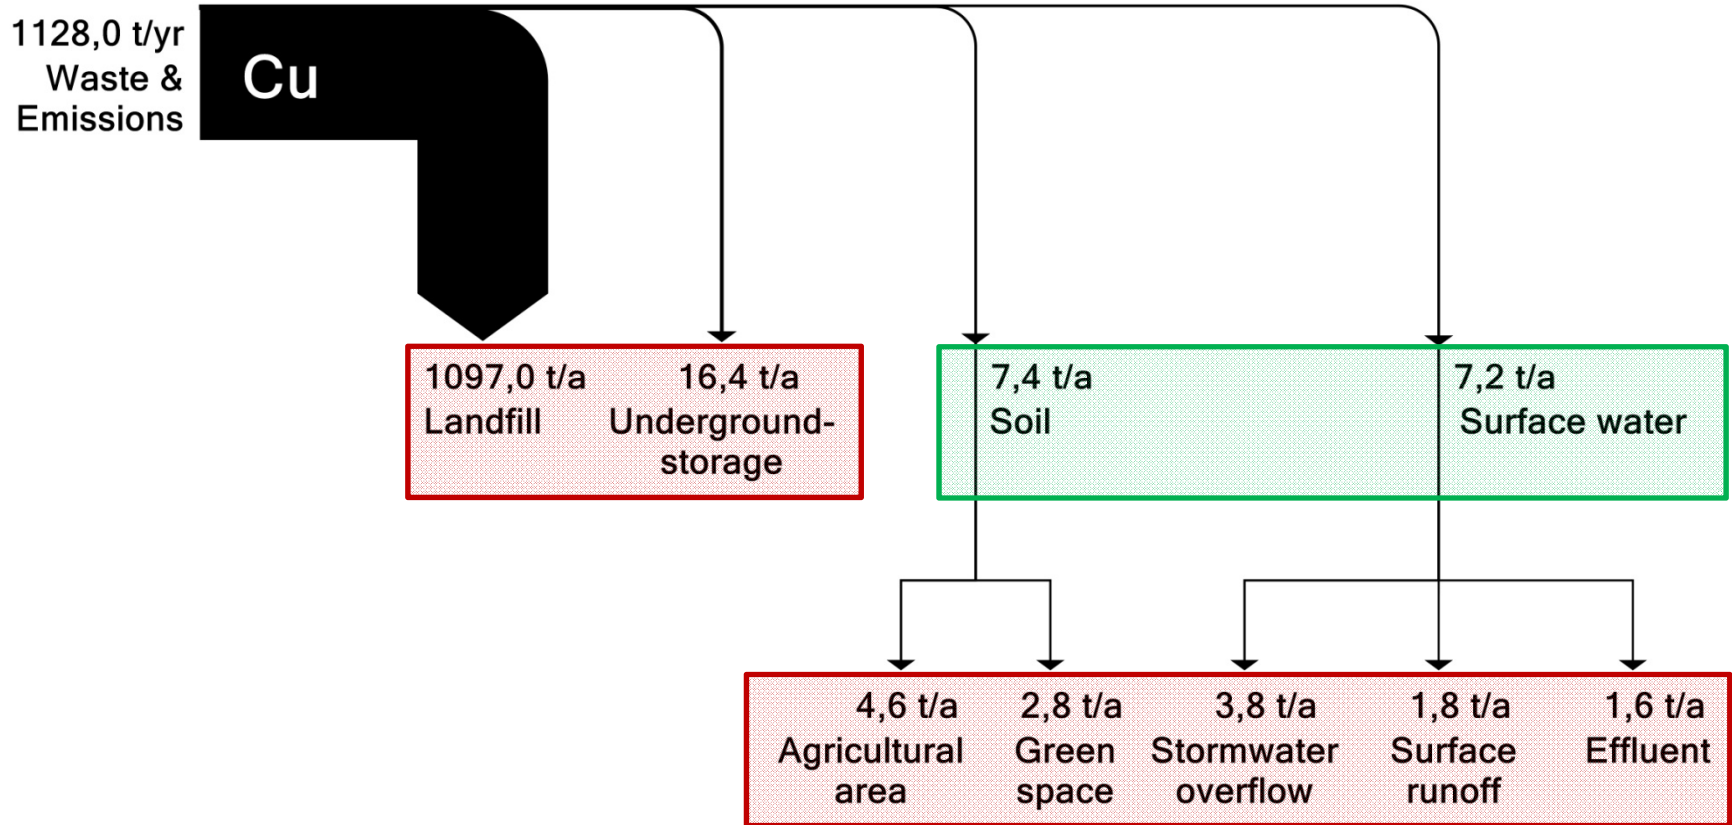 1128,0 t/yr
Waste &
Emissions
Cu
1097,0 t/a
Landfill
16,4 t/a
Underground-
storage
7,4 t/a
Soil
7,2 t/a
Surface water
4,6 t/a
Agricultural
area
2,8 t/a
Green
space
3,8 t/a
Stormwater
overflow
1,8 t/a
Surface
runoff
1,6 t/a
Effluent